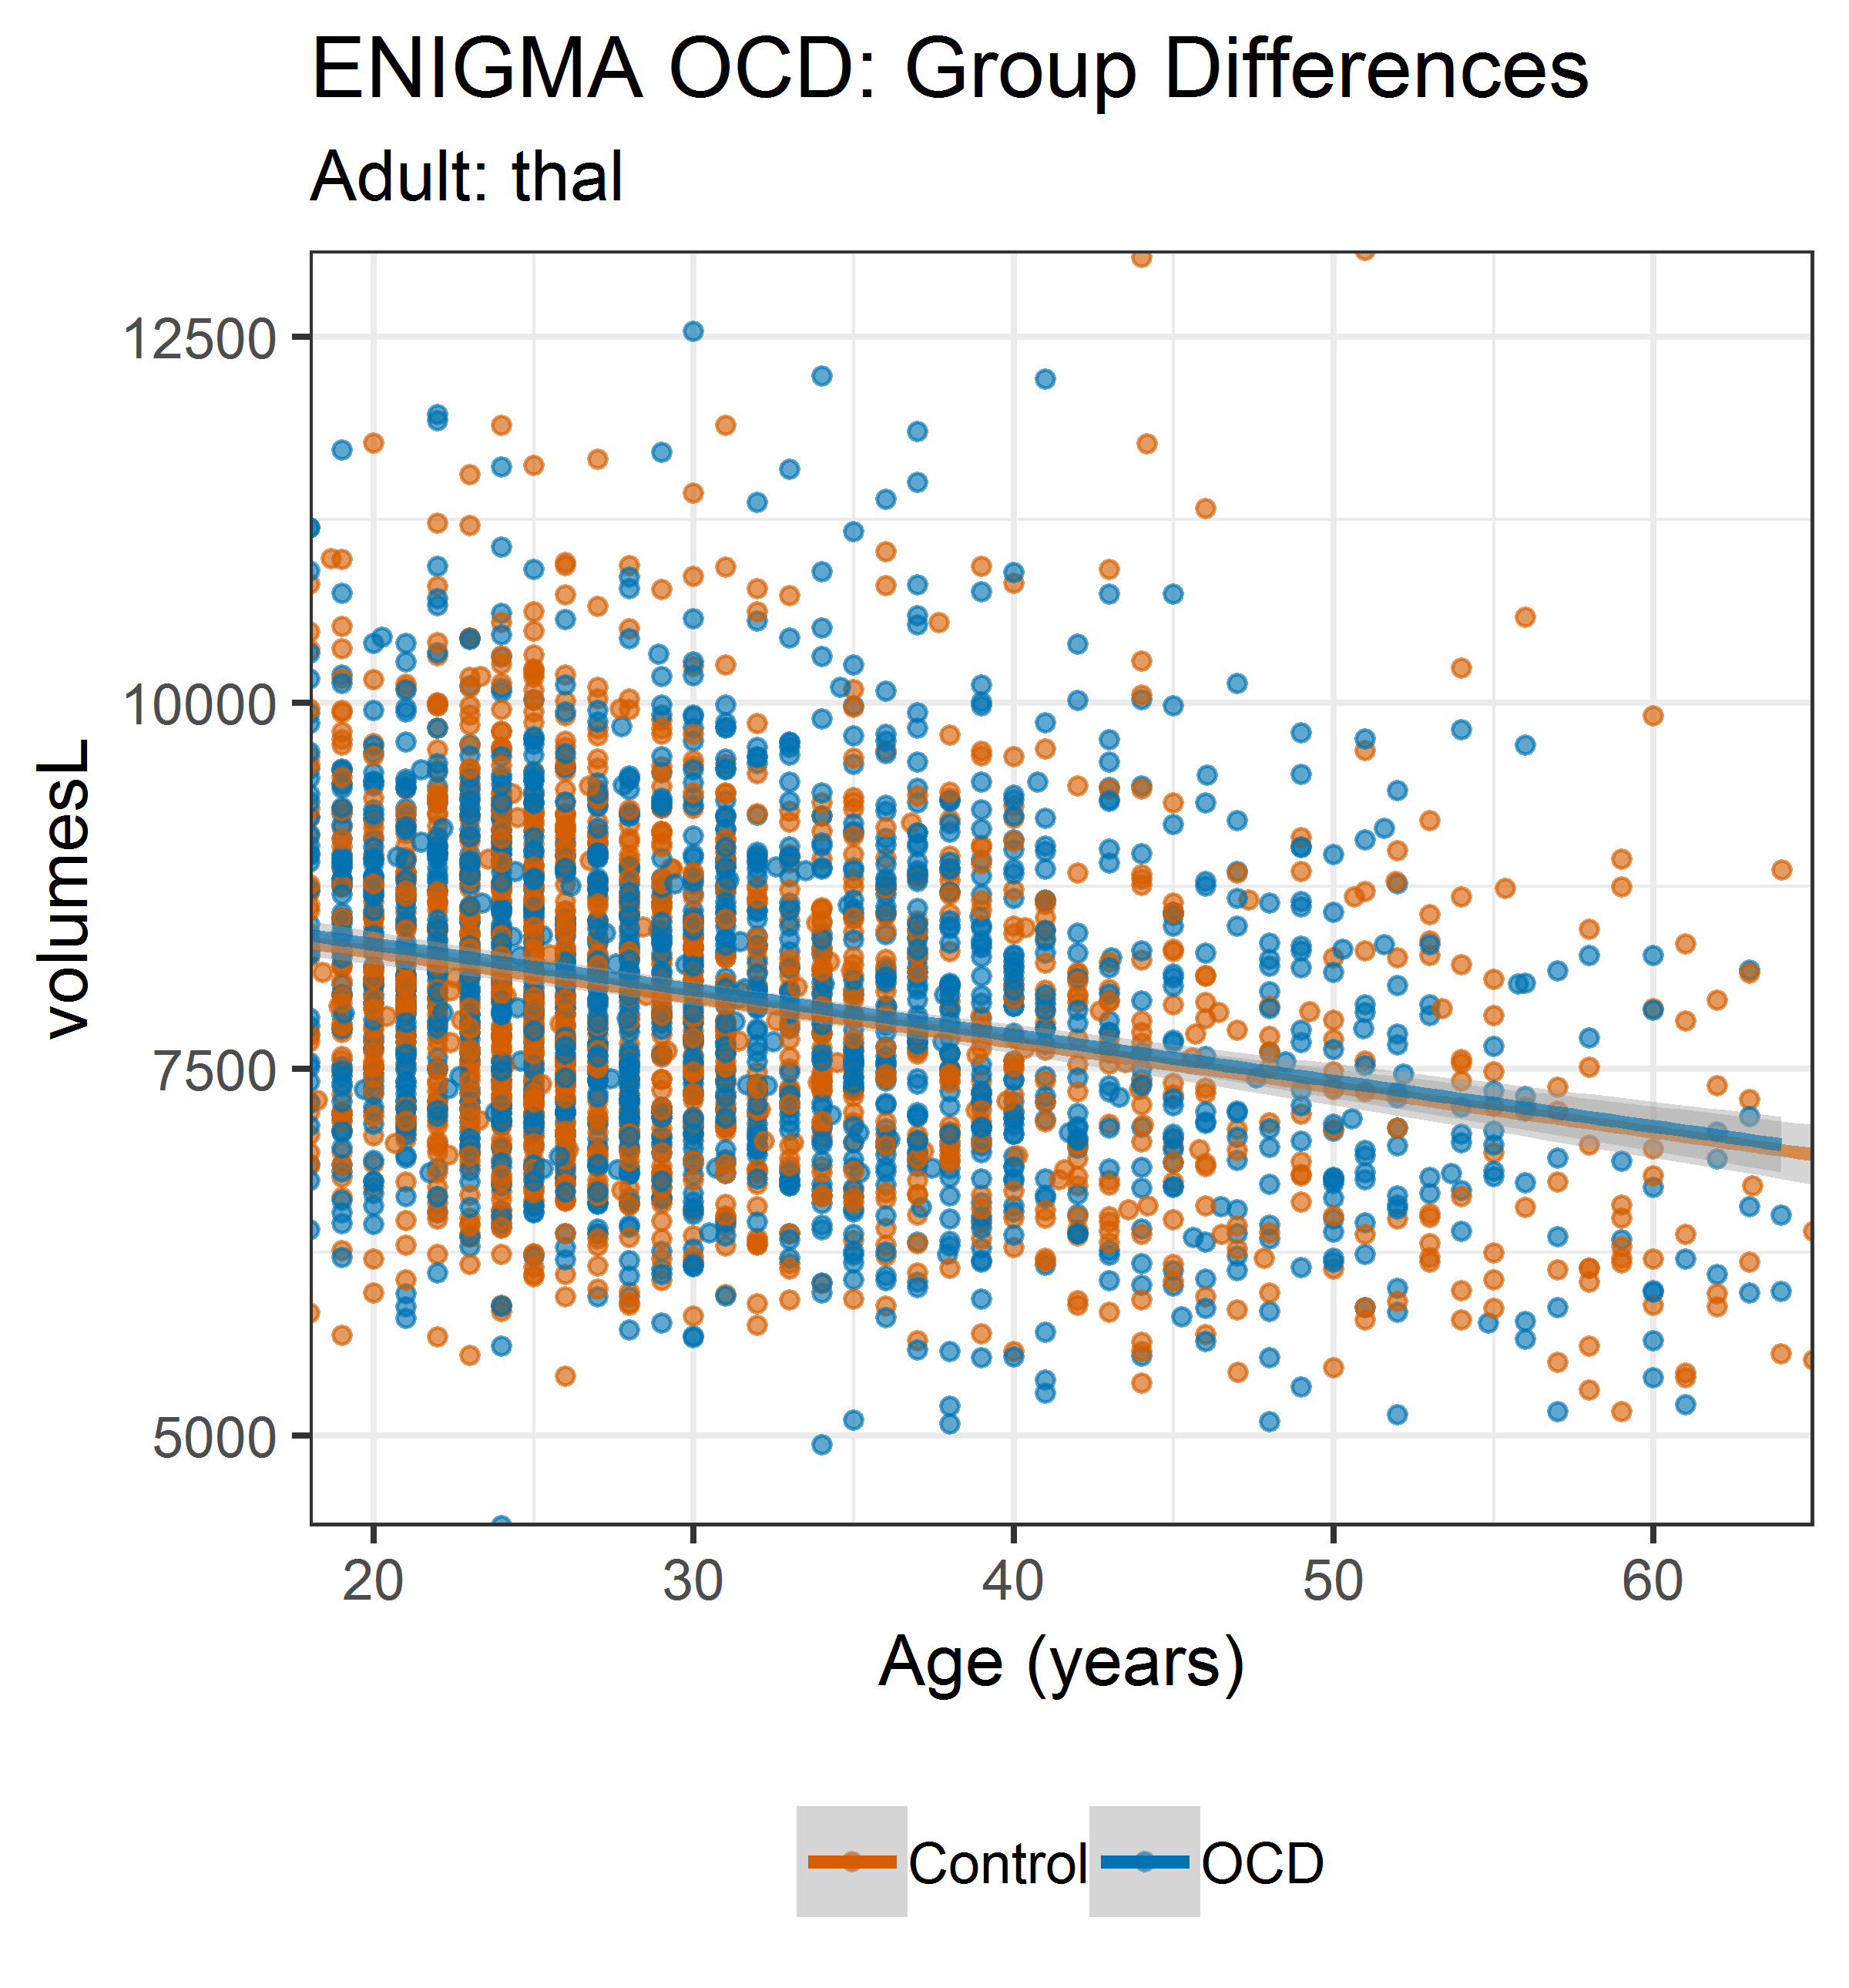 ENIGMA OCD: Group Differences
Adult: thal
volumesL
12500
10000
7500
5000
20 30 40 50 60
Age (years)
Control OCD